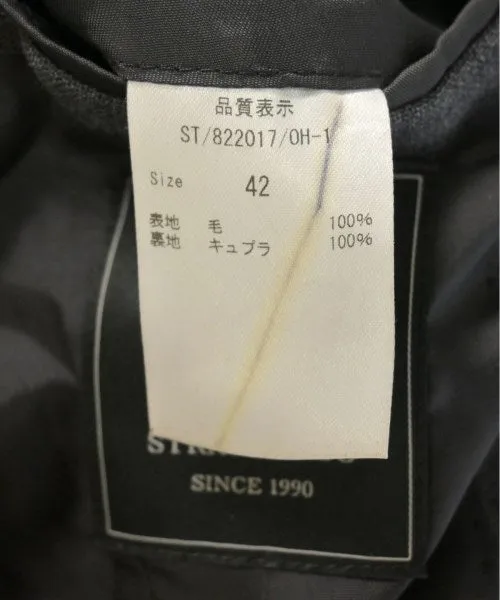 品質表示
ST/822017/OH-1
Size 42
表地 毛 100%
裏地 キュプラ 100%
SINCE 1990